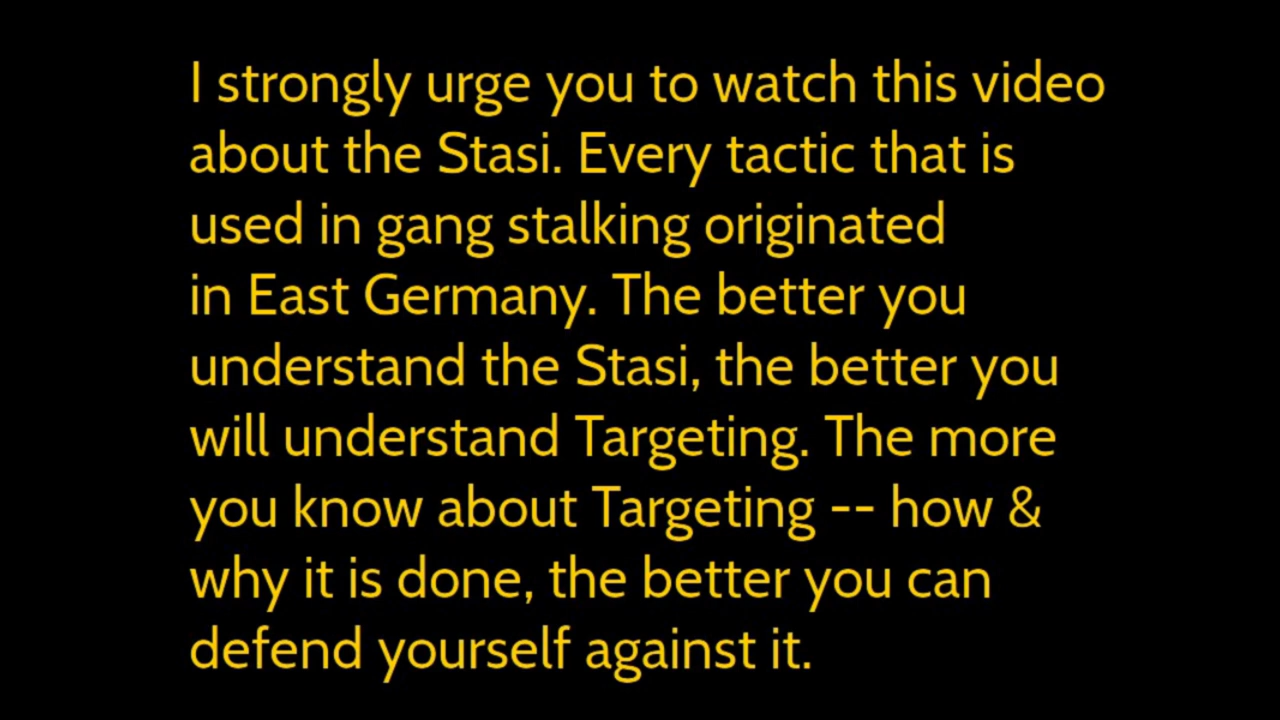 I strongly urge you to watch this video
about the Stasi. Every tactic that is
used in gang stalking originated
in East Germany. The better you
understand the Stasi, the better you
will understand Targeting. The more
you know about Targeting -- how &
why it is done, the better you can
defend yourself against it.